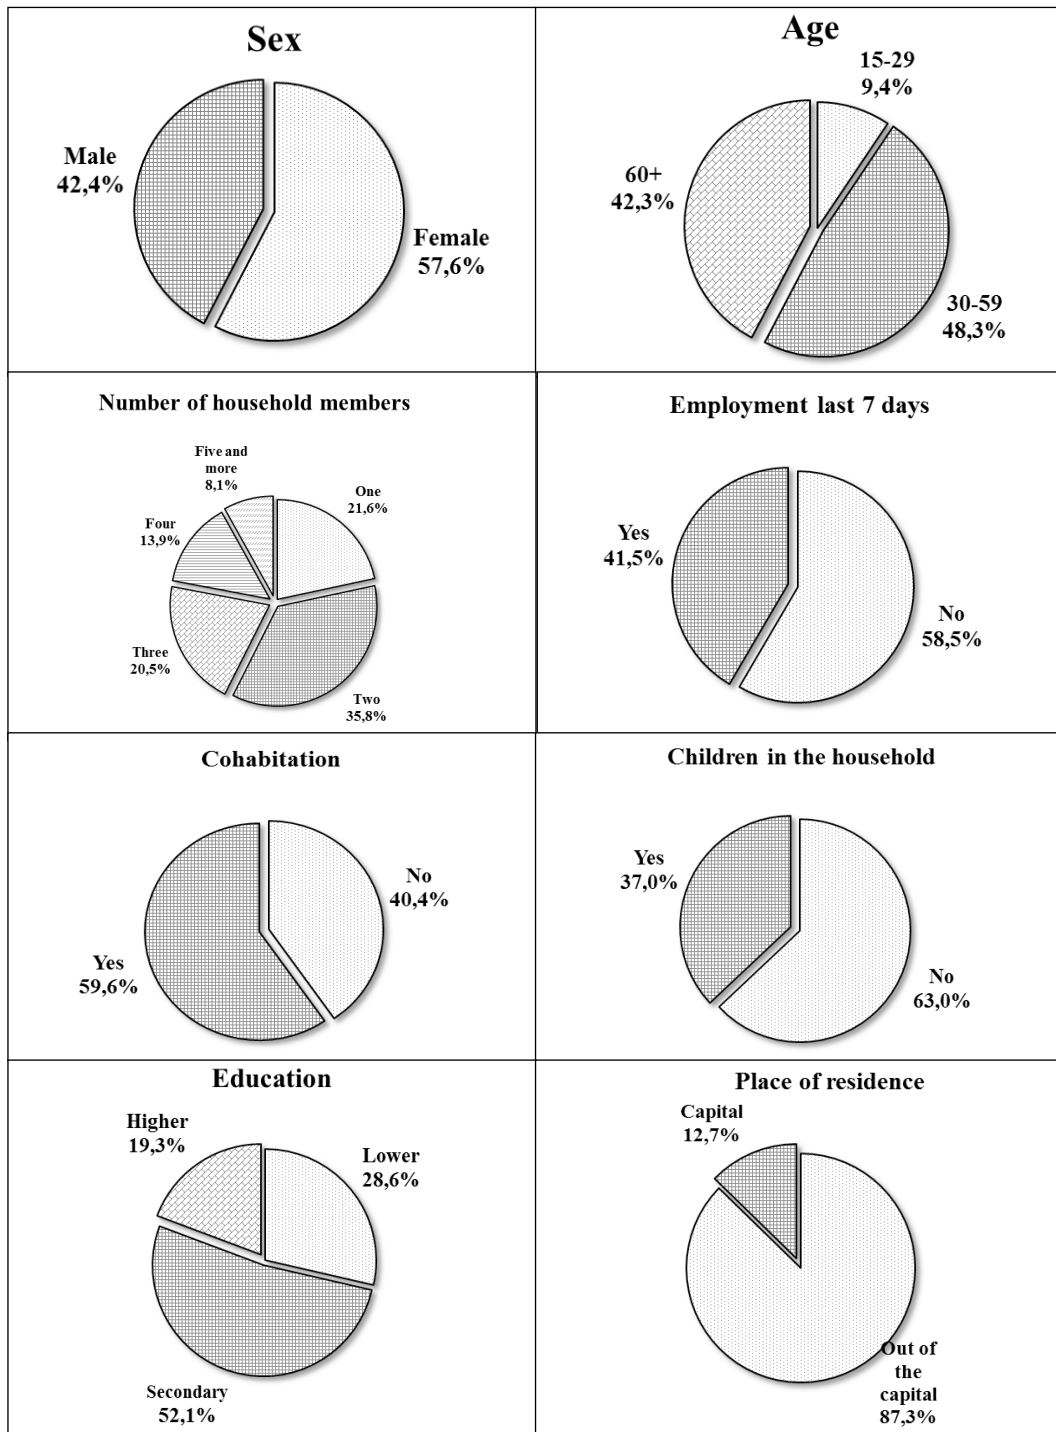 Sex
Male
42,4%
Female
57,6%
Age
15-29
9,4%
60+
42,3%
30-59
48,3%
Number of household members
Five and
more
8,1%
One
21,6%
Four
13,9%
Three
20,5%
Two
35,8%
Employment last 7 days
Yes
41,5%
No
58,5%
Cohabitation
No
40,4%
Yes
59,6%
Children in the household
Yes
37,0%
No
63,0%
Education
Higher
19,3%
Lower
28,6%
Secondary
52,1%
Place of residence
Capital
12,7%
Out of
the
capital
87,3%